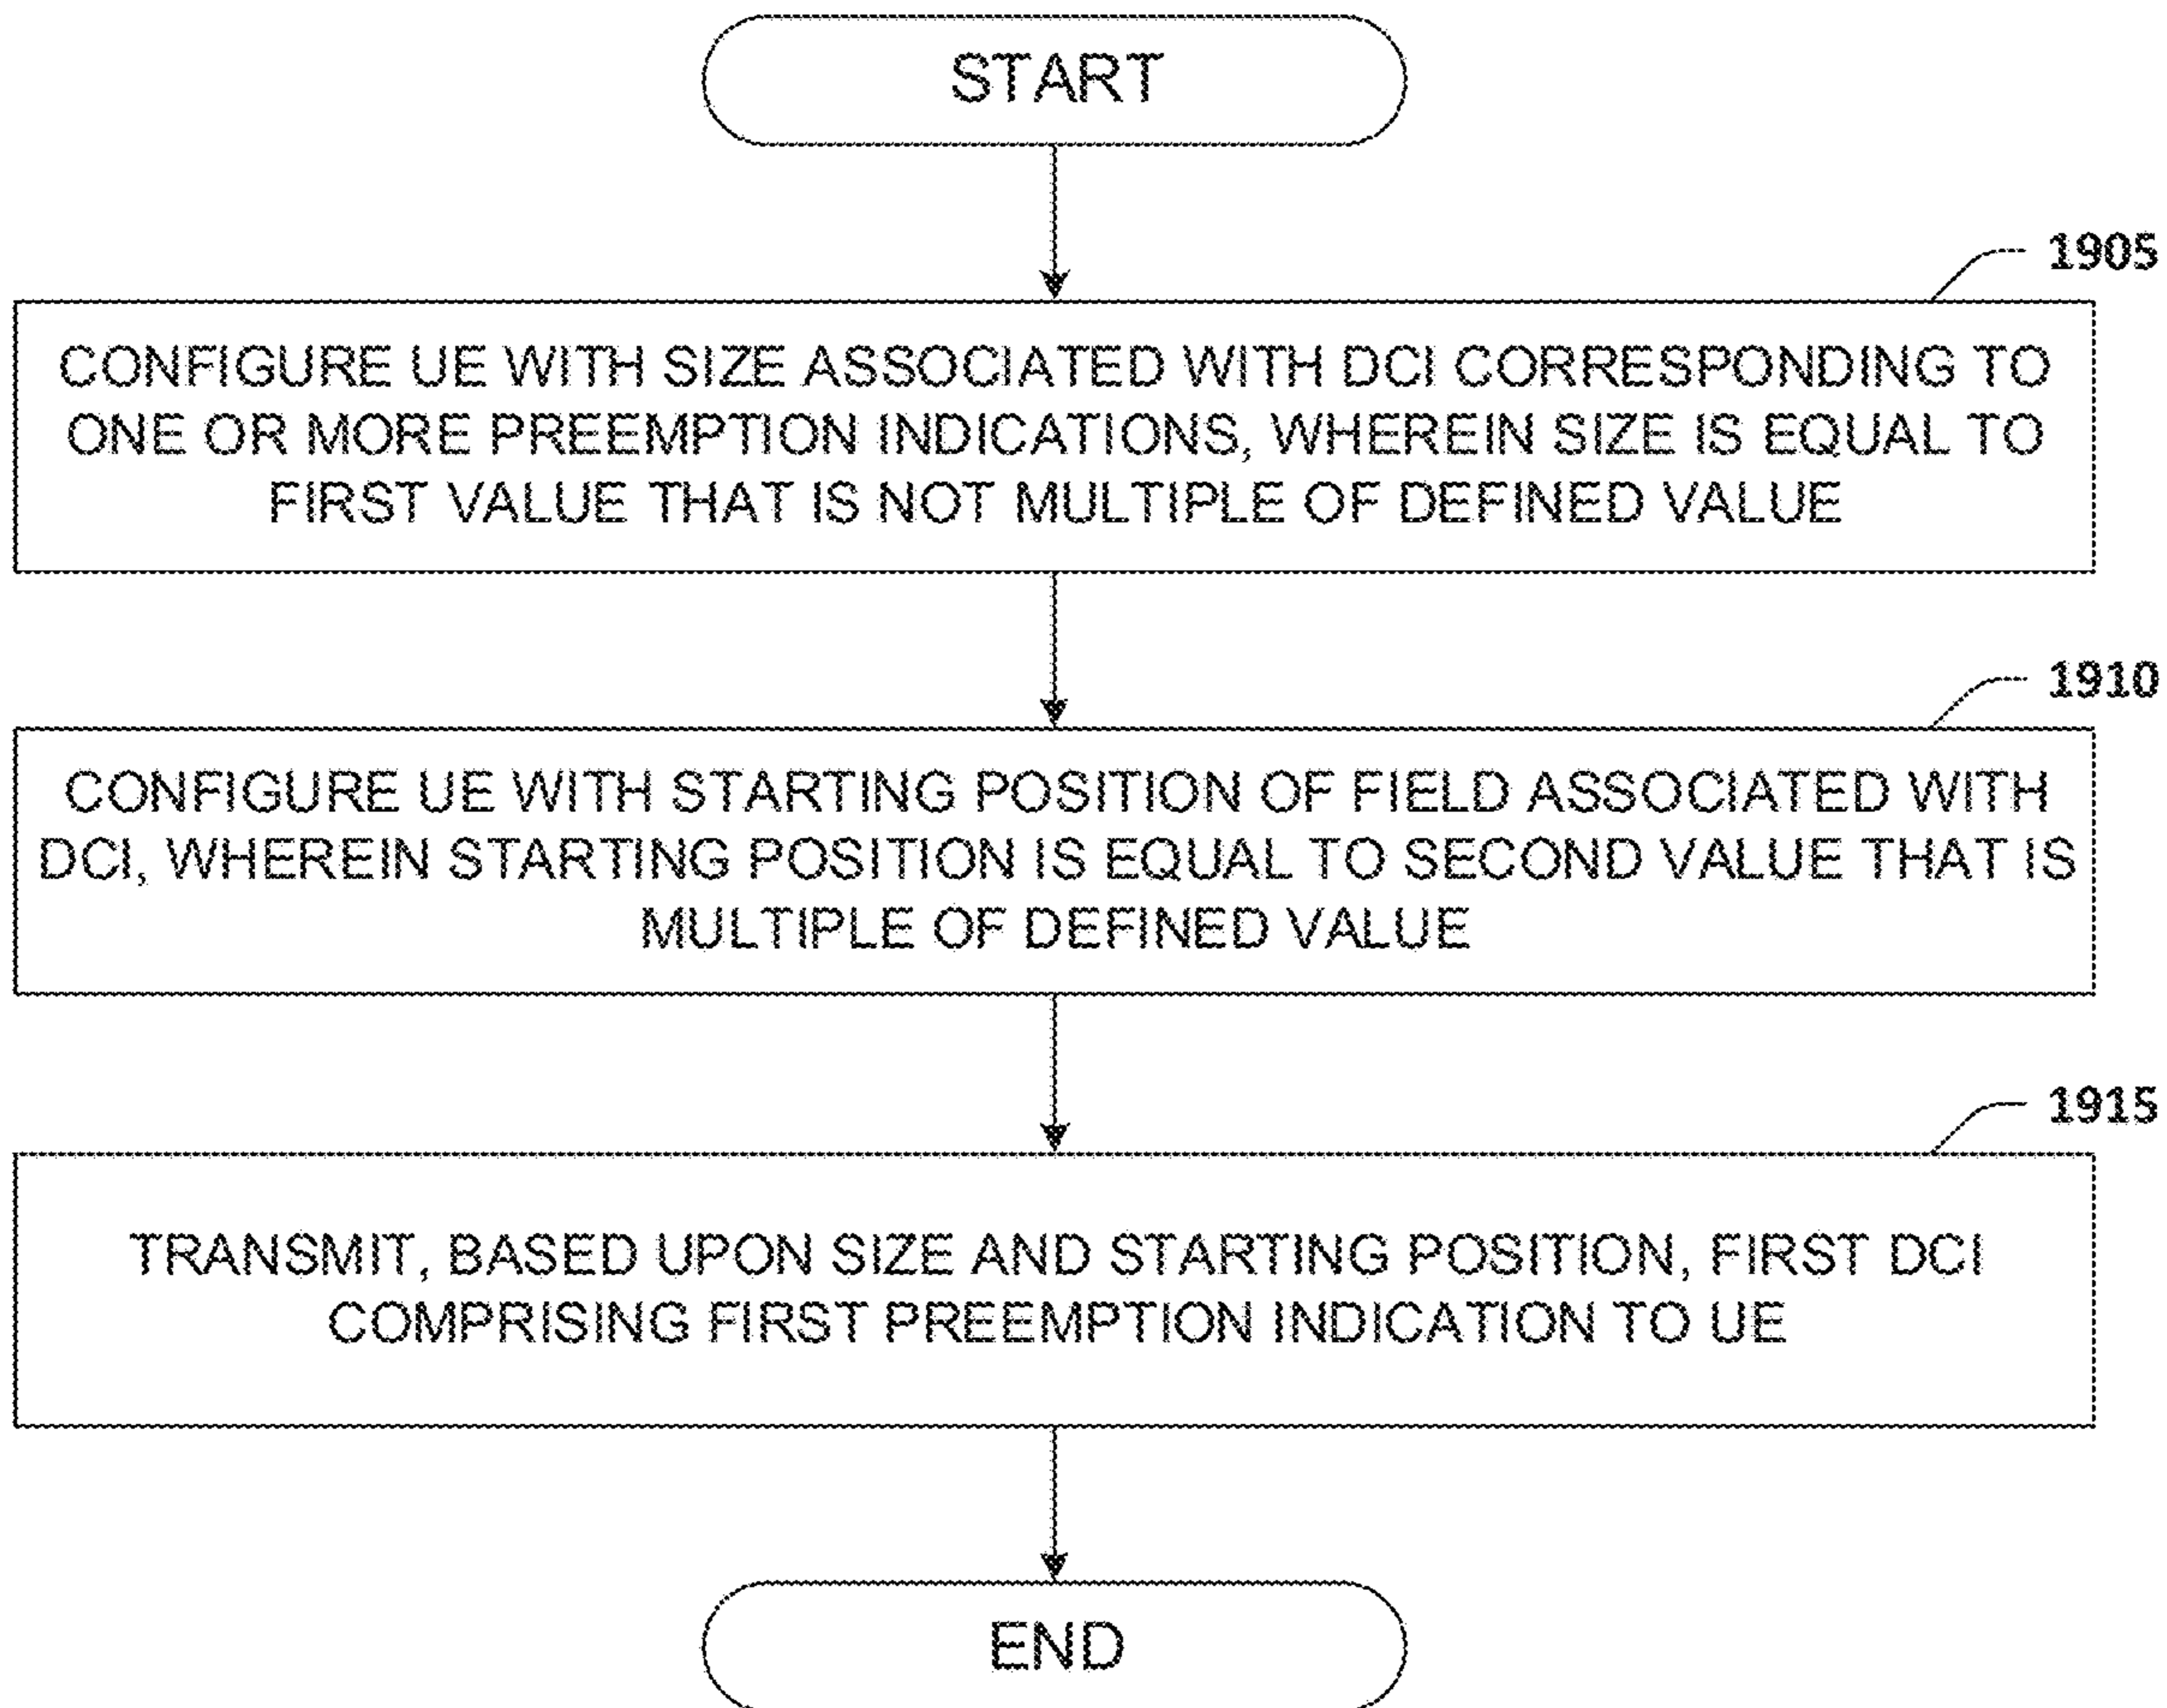 START
1905
CONFIGURE UE WITH SIZE ASSOCIATED WITH DCI CORRESPONDING TO
ONE OR MORE PREEMPTION INDICATIONS, WHEREIN SIZE IS EQUAL TO
FIRST VALUE THAT IS NOT MULTIPLE OF DEFINED VALUE
1910
CONFIGURE UE WITH STARTING POSITION OF FIELD ASSOCIATED WITH
DCI, WHEREIN STARTING POSITION IS EQUAL TO SECOND VALUE THAT IS
MULTIPLE OF DEFINED VALUE
1915
TRANSMIT, BASED UPON SIZE AND STARTING POSITION, FIRST DCI
COMPRISING FIRST PREEMPTION INDICATION TO UE
END